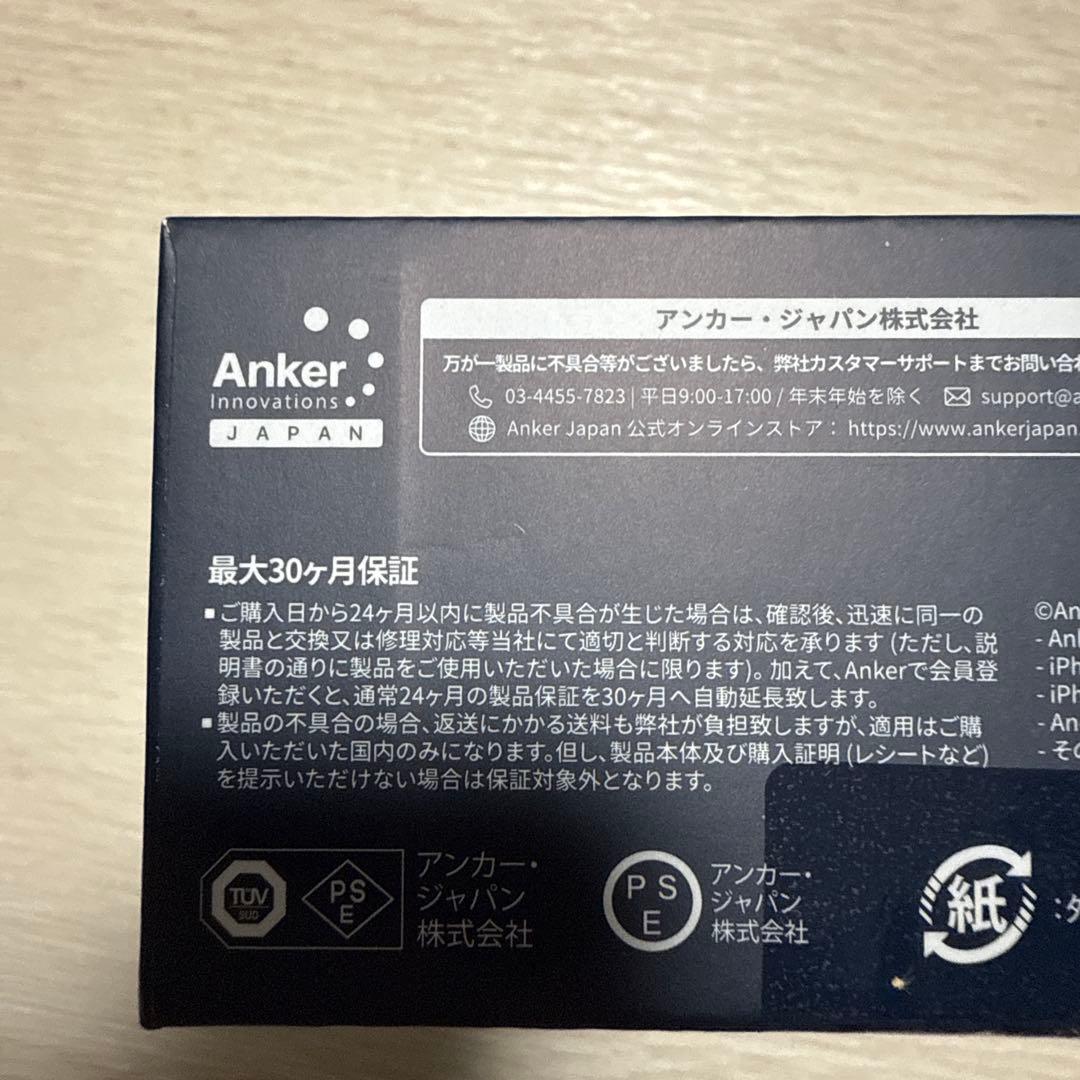 Anker
Innovations
JAPAN
アンカー・ジャパン株式会社
万が一製品に不具合等がございましたら、弊社カスタマーサポートまでお問い合わ
03-4455-7823 | 平日9:00-17:00 / 年末年始を除く support@a
Anker Japan 公式オンラインストア： https://www.ankerjapan.
最大30ヶ月保証
▪ご購入日から24ヶ月以内に製品不具合が生じた場合は、確認後、迅速に同一の
製品と交換又は修理対応等当社にて適切と判断する対応を承ります (ただし、説
明書の通りに製品をご使用いただいた場合に限ります)。加えて、Ankerで会員登
録いただくと、通常24ヶ月の製品保証を30ヶ月へ自動延長致します。
▪製品の不具合の場合、返送にかかる送料も弊社が負担致しますが、適用はご購
入いただいた国内のみになります。但し、製品本体及び購入証明 (レシートなど)
を提示いただけない場合は保証対象外となります。
©An
- Ank
- iPh
- iPh
- An
- その
TÜV
SÜD
PS
E
アンカー・
ジャパン
株式会社
PS
E
アンカー・
ジャパン
株式会社
紙